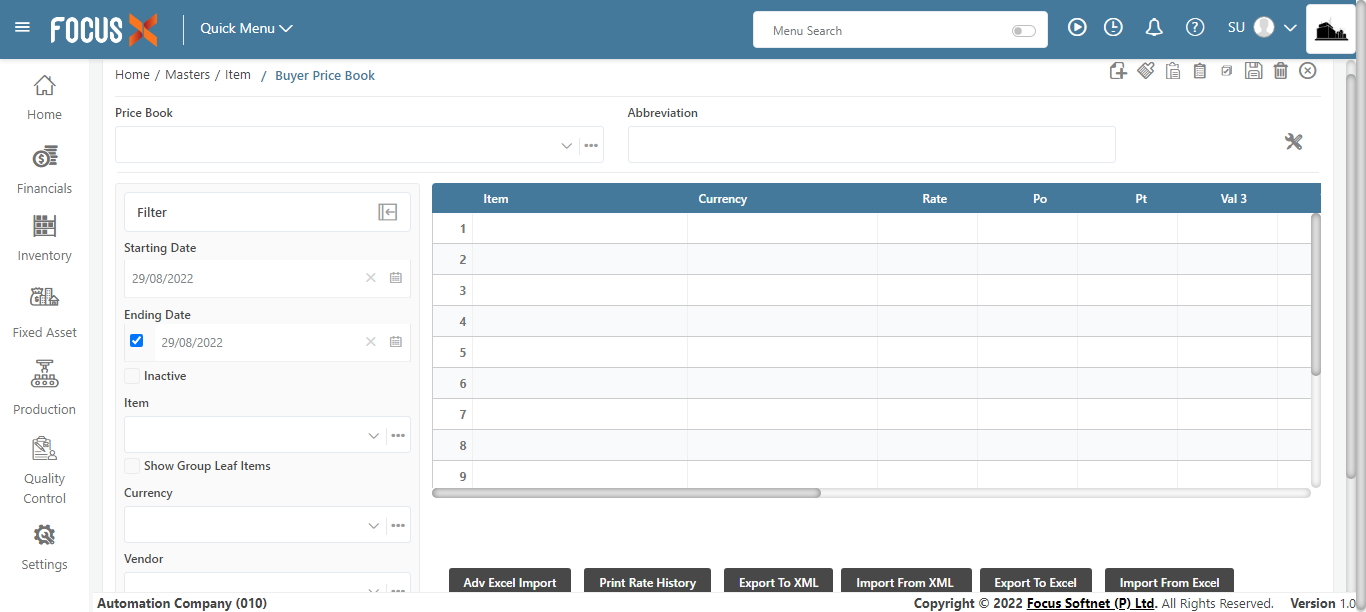 FOCUS X
Quick Menu
Menu Search
SU
Home
Financials
Inventory
Fixed Asset
Production
Quality
Control
Settings
Home / Masters / Item / Buyer Price Book
Price Book
Abbreviation
Filter
Starting Date
29/08/2022
Ending Date
29/08/2022
Inactive
Item
Show Group Leaf Items
Currency
Vendor
Item Currency Rate Po Pt Val 3
1
2
3
4
5
6
7
8
9
Adv Excel Import Print Rate History Export To XML Import From XML Export To Excel Import From Excel
Automation Company (010)
Copyright © 2022 Focus Softnet (P) Ltd. All Rights Reserved. Version 1.0